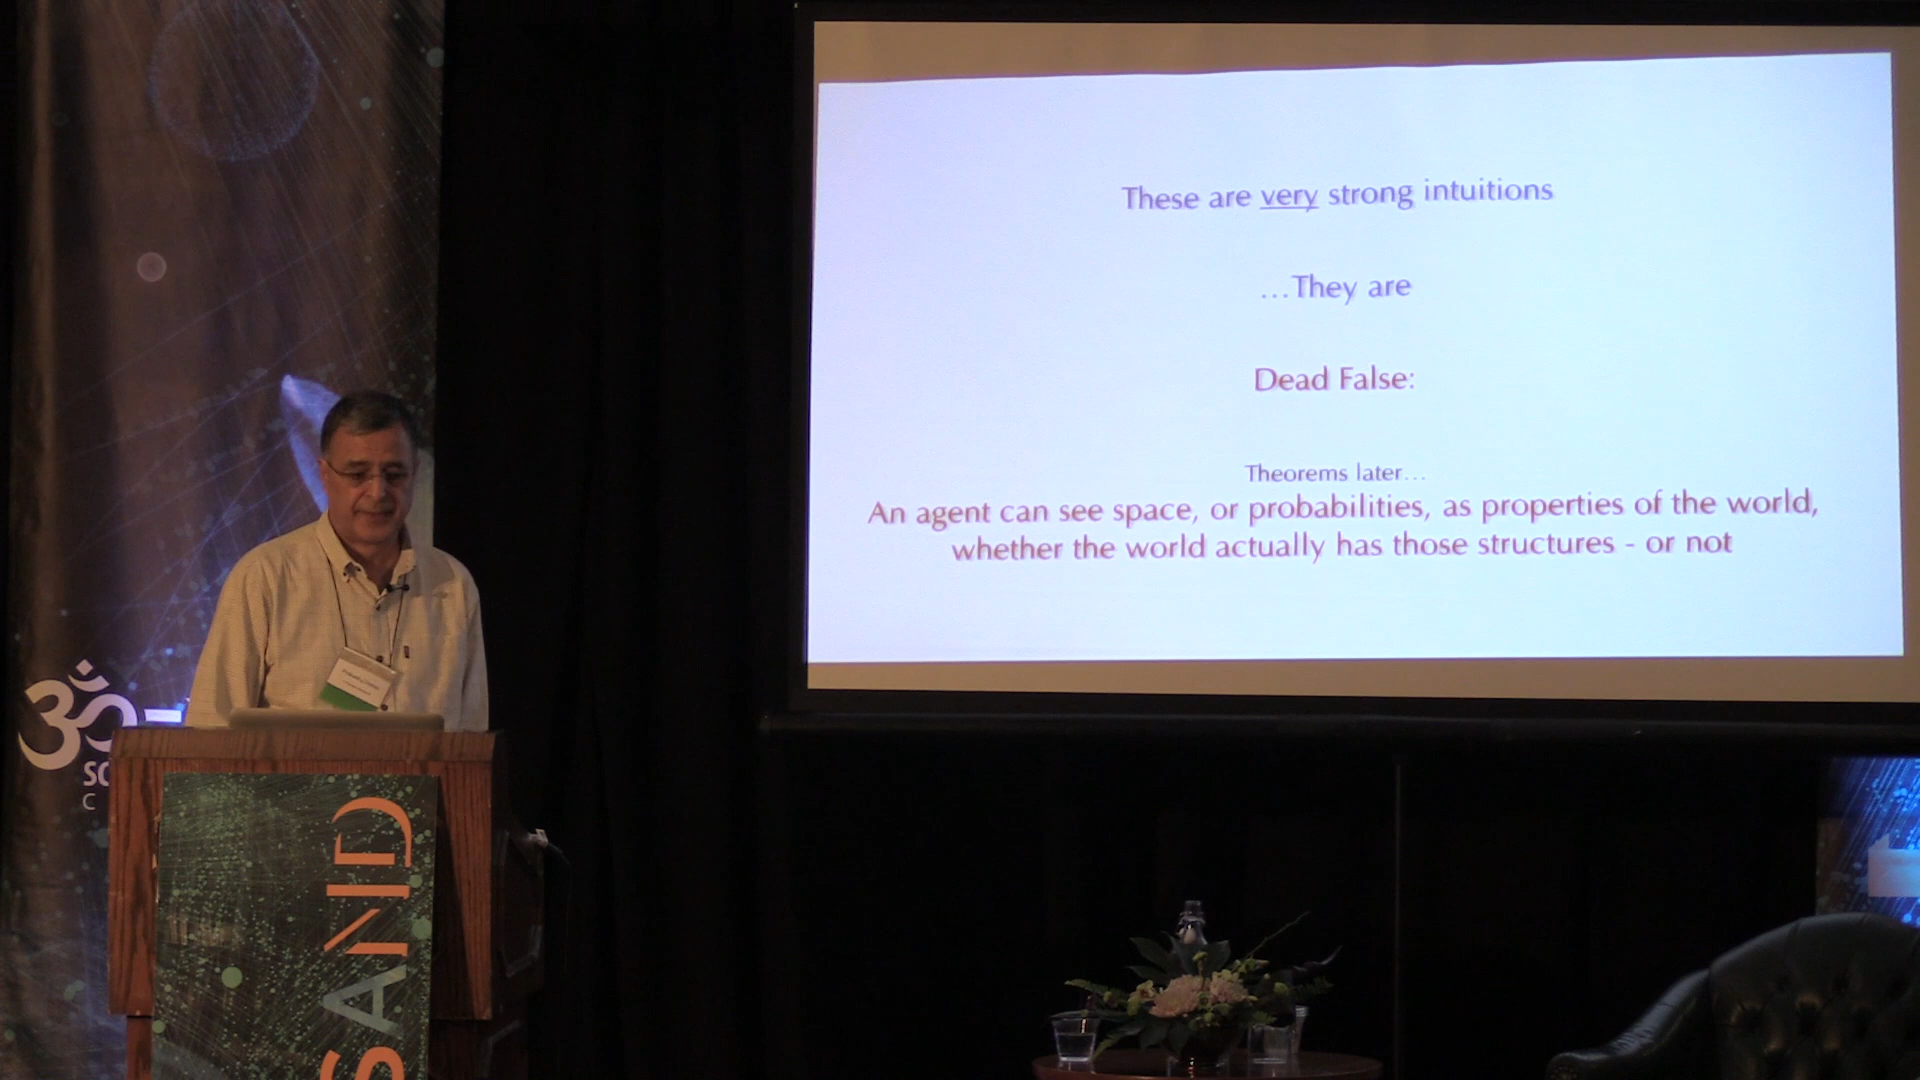 These are very strong intuitions
…They are
Dead False:
Theorems later…
An agent can see space, or probabilities, as properties of the world,
whether the world actually has those structures - or not
SAND